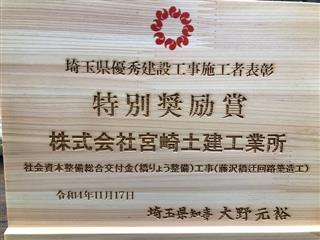 埼玉県優秀建設工事施工者表彰
特別奨励賞
株式会社宮崎土建工業所
社会資本整備総合交付金(橋りょう整備)工事(藤沢橋迂回路築造工)
令和4年11月17日
埼玉県知事 大野元裕